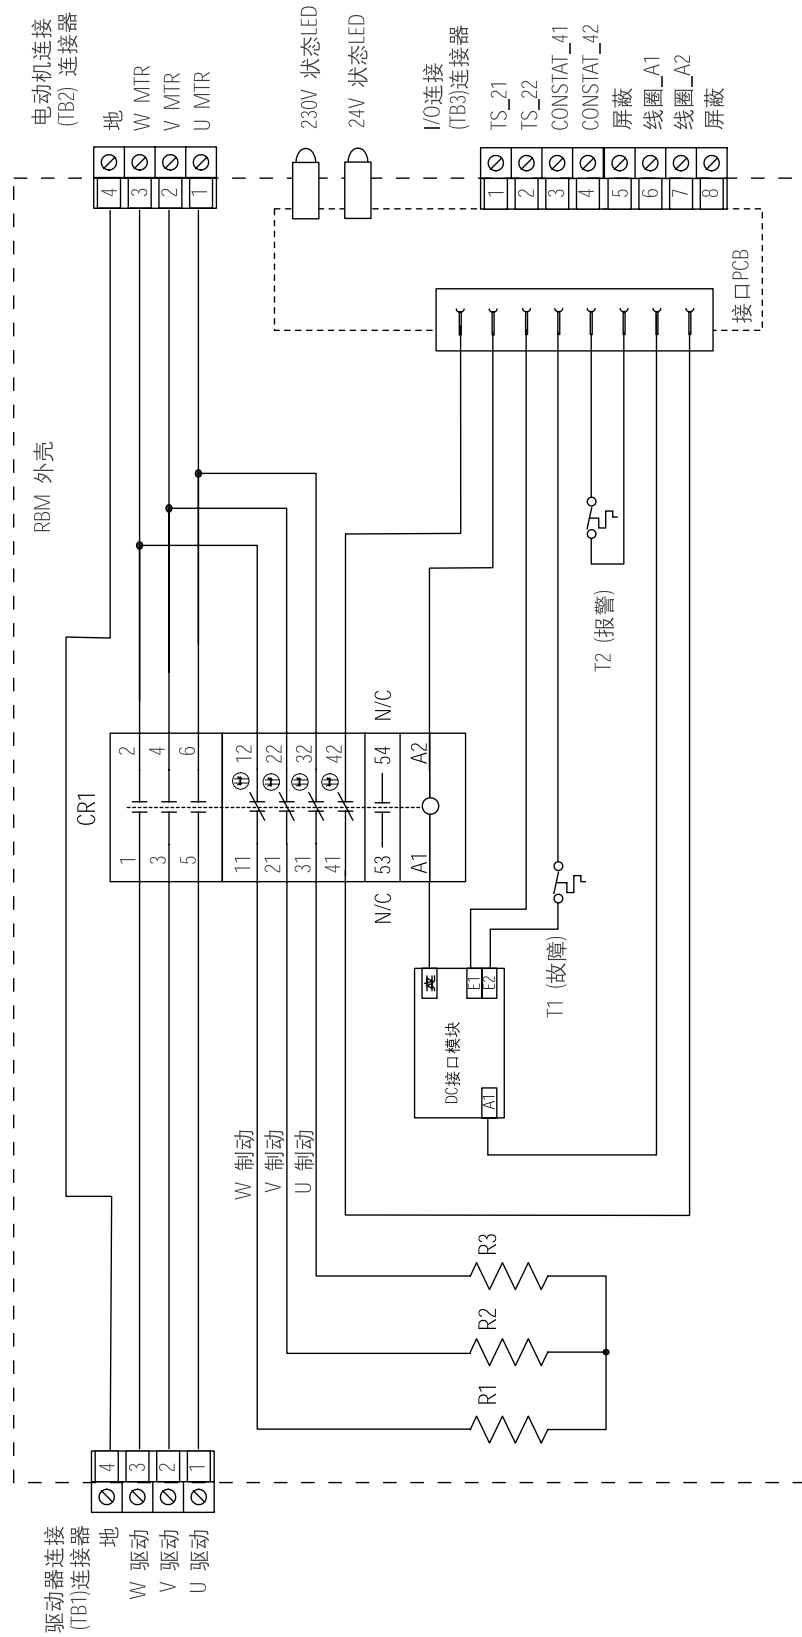 驱动器连接
(TB1)连接器
地
W 驱动
V 驱动
U 驱动
4
3
2
1
RBM 外壳
CR1
1
2
3
4
5
6
11
12
21
22
31
32
41
42
N/C
53
54
N/C
A1
A2
W 制动
V 制动
U 制动
R1
R2
R3
DC接口模块
A1
E1
E2
T1 (故障)
T2 (报警)
接口PCB
电动机连接
(TB2) 连接器
地
W MTR
V MTR
U MTR
4
3
2
1
230V 状态LED
24V 状态LED
I/O连接
(TB3)连接器
TS_21
TS_22
CONSTAT_41
CONSTAT_42
屏蔽
线圈_A1
线圈_A2
屏蔽
1
2
3
4
5
6
7
8